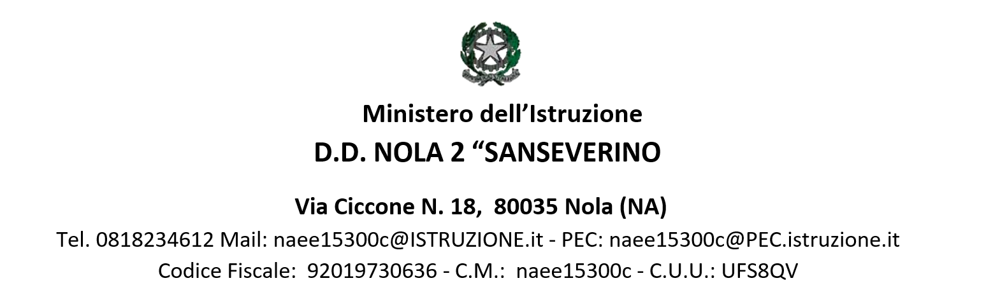 Ministero dell’Istruzione
D.D. NOLA 2 “SANSEVERINO
Via Ciccone N. 18,  80035 Nola (NA)
Tel. 0818234612 Mail: naee15300c@ISTRUZIONE.it - PEC: naee15300c@PEC.istruzione.it
Codice Fiscale:  92019730636 - C.M.:  naee15300c - C.U.U.: UFS8QV